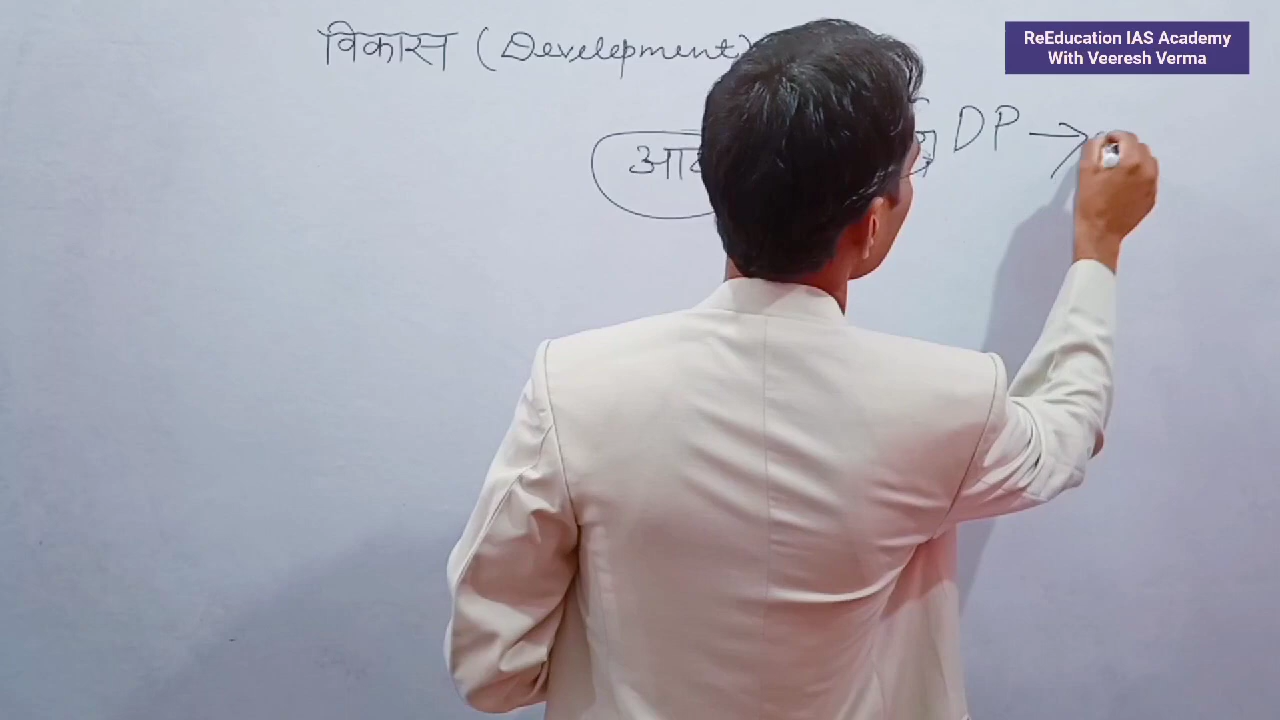 ReEducation IAS Academy
With Veeresh Verma
विकास (Development)
DP →